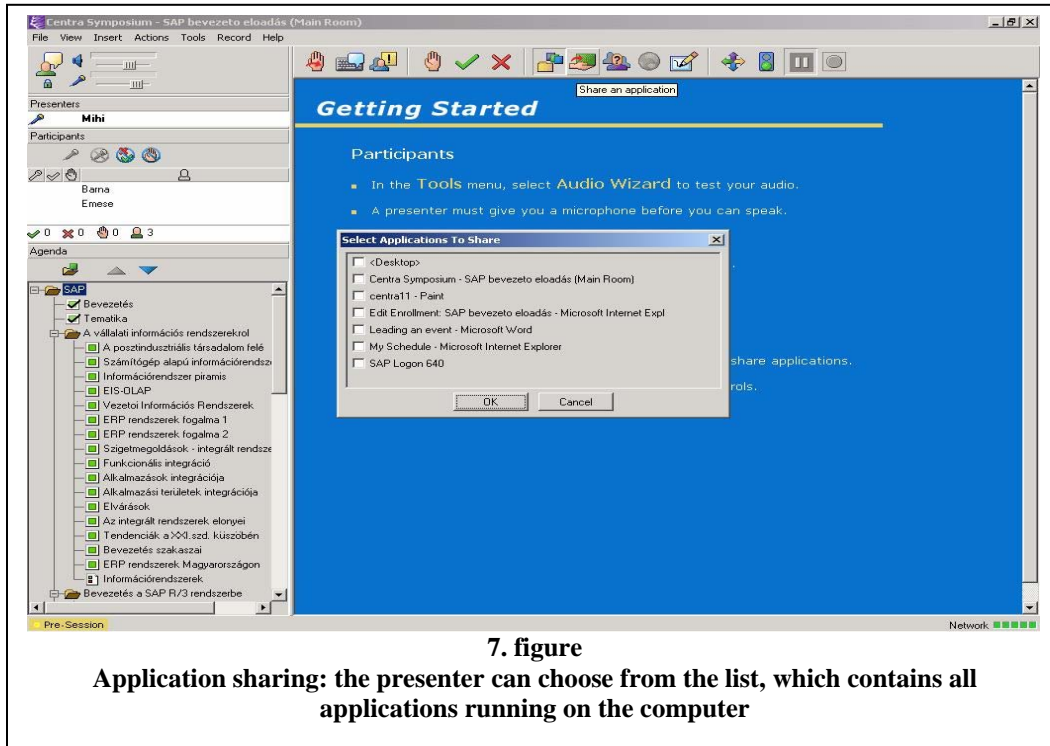 Centra Symposium - SAP bevezeto eloadás (Main Room)
File View Insert Actions Tools Record Help
Share an application
Presenters
Mihi
Participants
Barna
Emese
0 0 0 3
Agenda
SAP
Bevezetés
Tematika
A vállalati információs rendszerekrol
A posztindusztriális társadalom felé
Számítógép alapú információrendsze
Információrendszer piramis
EIS-OLAP
Vezetoi Információs Rendszerek
ERP rendszerek fogalma 1
ERP rendszerek fogalma 2
Szigetmegoldások - integrált rendsze
Funkcionális integráció
Alkalmazások integrációja
Alkalmazási területek integrációja
Elvárások
Az integrált rendszerek elonyei
Tendenciák a XXI.szd. küszöbén
Bevezetés szakaszai
ERP rendszerek Magyarországon
Információrendszerek
Bevezetés a SAP R/3 rendszerbe
Getting Started
Participants
In the Tools menu, select Audio Wizard to test your audio.
A presenter must give you a microphone before you can speak.
Select Applications To Share
<Desktop>
Centra Symposium - SAP bevezeto eloadás (Main Room)
centra11 - Paint
Edit Enrollment: SAP bevezeto eloadás - Microsoft Internet Expl
Leading an event - Microsoft Word
My Schedule - Microsoft Internet Explorer
SAP Logon 640
OK Cancel
share applications.
rols.
Pre-Session
Network
7. figure
Application sharing: the presenter can choose from the list, which contains all
applications running on the computer